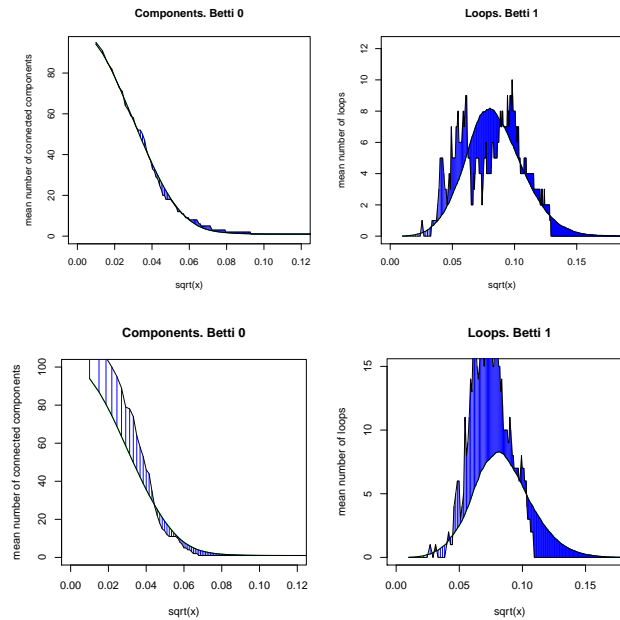 Components. Betti 0
mean number of connected components
0 20 40 60 80
0.00 0.02 0.04 0.06 0.08 0.10 0.12
sqrt(x)
Loops. Betti 1
mean number of loops
0 2 4 6 8 10 12
0.00 0.05 0.10 0.15
sqrt(x)
Components. Betti 0
mean number of connected components
0 20 40 60 80 100
0.00 0.02 0.04 0.06 0.08 0.10 0.12
sqrt(x)
Loops. Betti 1
mean number of loops
0 5 10 15
0.00 0.05 0.10 0.15
sqrt(x)